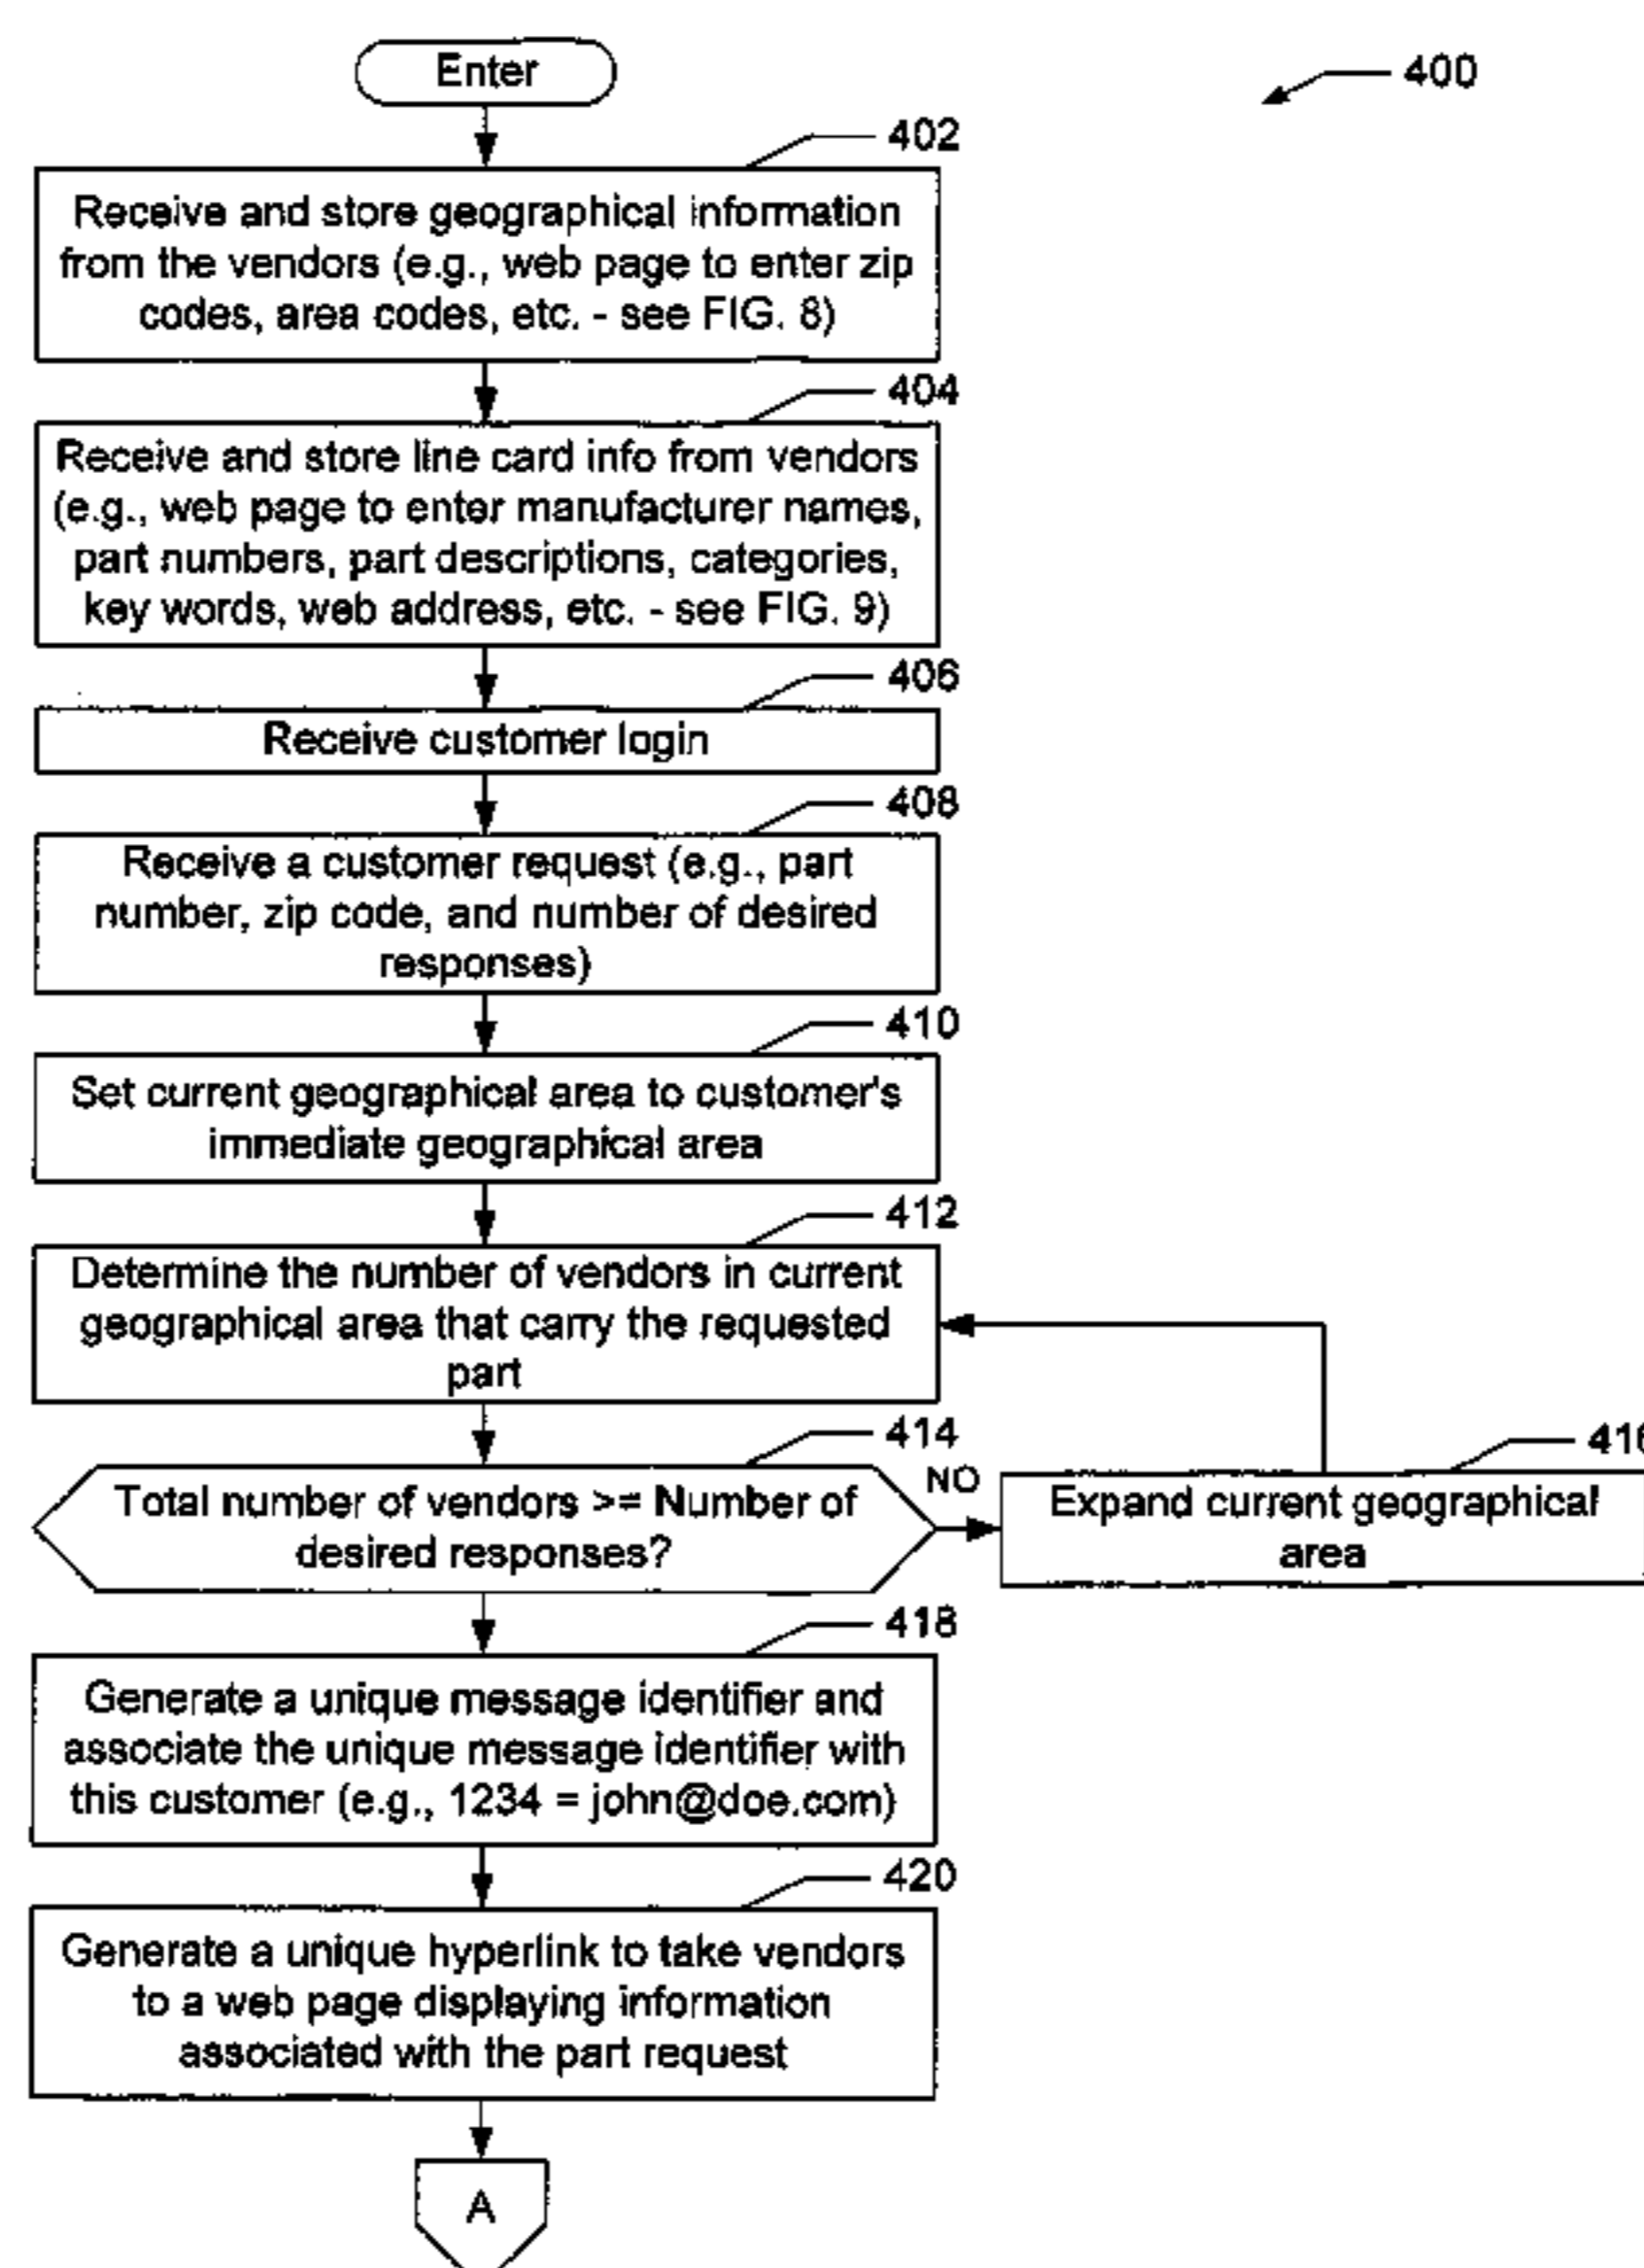 Enter
400
402
Receive and store geographical information
from the vendors (e.g., web page to enter zip
codes, area codes, etc. - see FIG. 8)
404
Receive and store line card info from vendors
(e.g., web page to enter manufacturer names,
part numbers, part descriptions, categories,
key words, web address, etc. - see FIG. 9)
406
Receive customer login
408
Receive a customer request (e.g., part
number, zip code, and number of desired
responses)
410
Set current geographical area to customer's
immediate geographical area
412
Determine the number of vendors in current
geographical area that carry the requested
part
414
Total number of vendors >= Number of
desired responses?
NO
416
Expand current geographical
area
418
Generate a unique message identifier and
associate the unique message identifier with
this customer (e.g., 1234 = john@doe.com)
420
Generate a unique hyperlink to take vendors
to a web page displaying information
associated with the part request
A